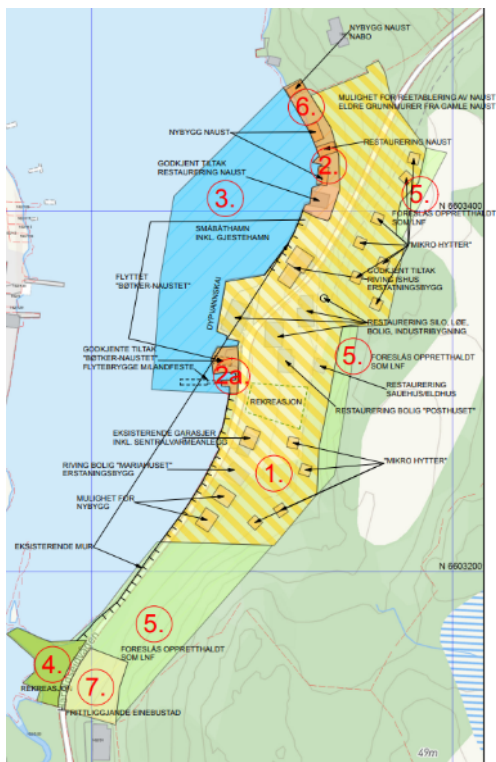 NYBYGG NAUST
NABO
6.
MULIGHET FOR REETABLERING AV NAUST
ELDRE GRUNNMURER FRA GAMLE NAUST
NYBYGG NAUST
RESTAURERING NAUST
GODKJENT TILTAK
RESTAURERING NAUST
2.
3.
5.
N 6603400
FORESLÅS OPPRETTHALDT
SOM LNF
SMÅBÅTHAMN
INKL. GJESTEHAMN
"MIKRO HYTTER"
FLYTTET
"BØTKER-NAUSTET"
DYPVANNSKAI
GODKJENT TILTAK
RIVING ISHUS
ERSTATNINGSBYGG
RESTAURERING SILO, LØE,
BOLIG, INDUSTRIBYGNING
GODKJENTE TILTAK
"BØTKER-NAUSTET"
FLYTEBRYGGE M/LANDFESTE
2a.
5.
FORESLÅS OPPRETTHALDT
SOM LNF
RESTAURERING
SAUEHUS/ELDHUS
REKREASJON
RESTAURERING BOLIG "POSTHUSET"
EKSISTERENDE GARASJER
INKL. SENTRALVARMEANLEGG
RIVING BOLIG "MARIAHUSET"
ERSTANINGSBYGG
1.
"MIKRO HYTTER"
MULIGHET FOR
NYBYGG
EKSISTERENDE MUR
N 6603200
5.
FORESLÅS OPPRETTHALDT
SOM LNF
4.
REKREASJON
7.
FRITTLIGGJANDE EINEBUSTAD
49m